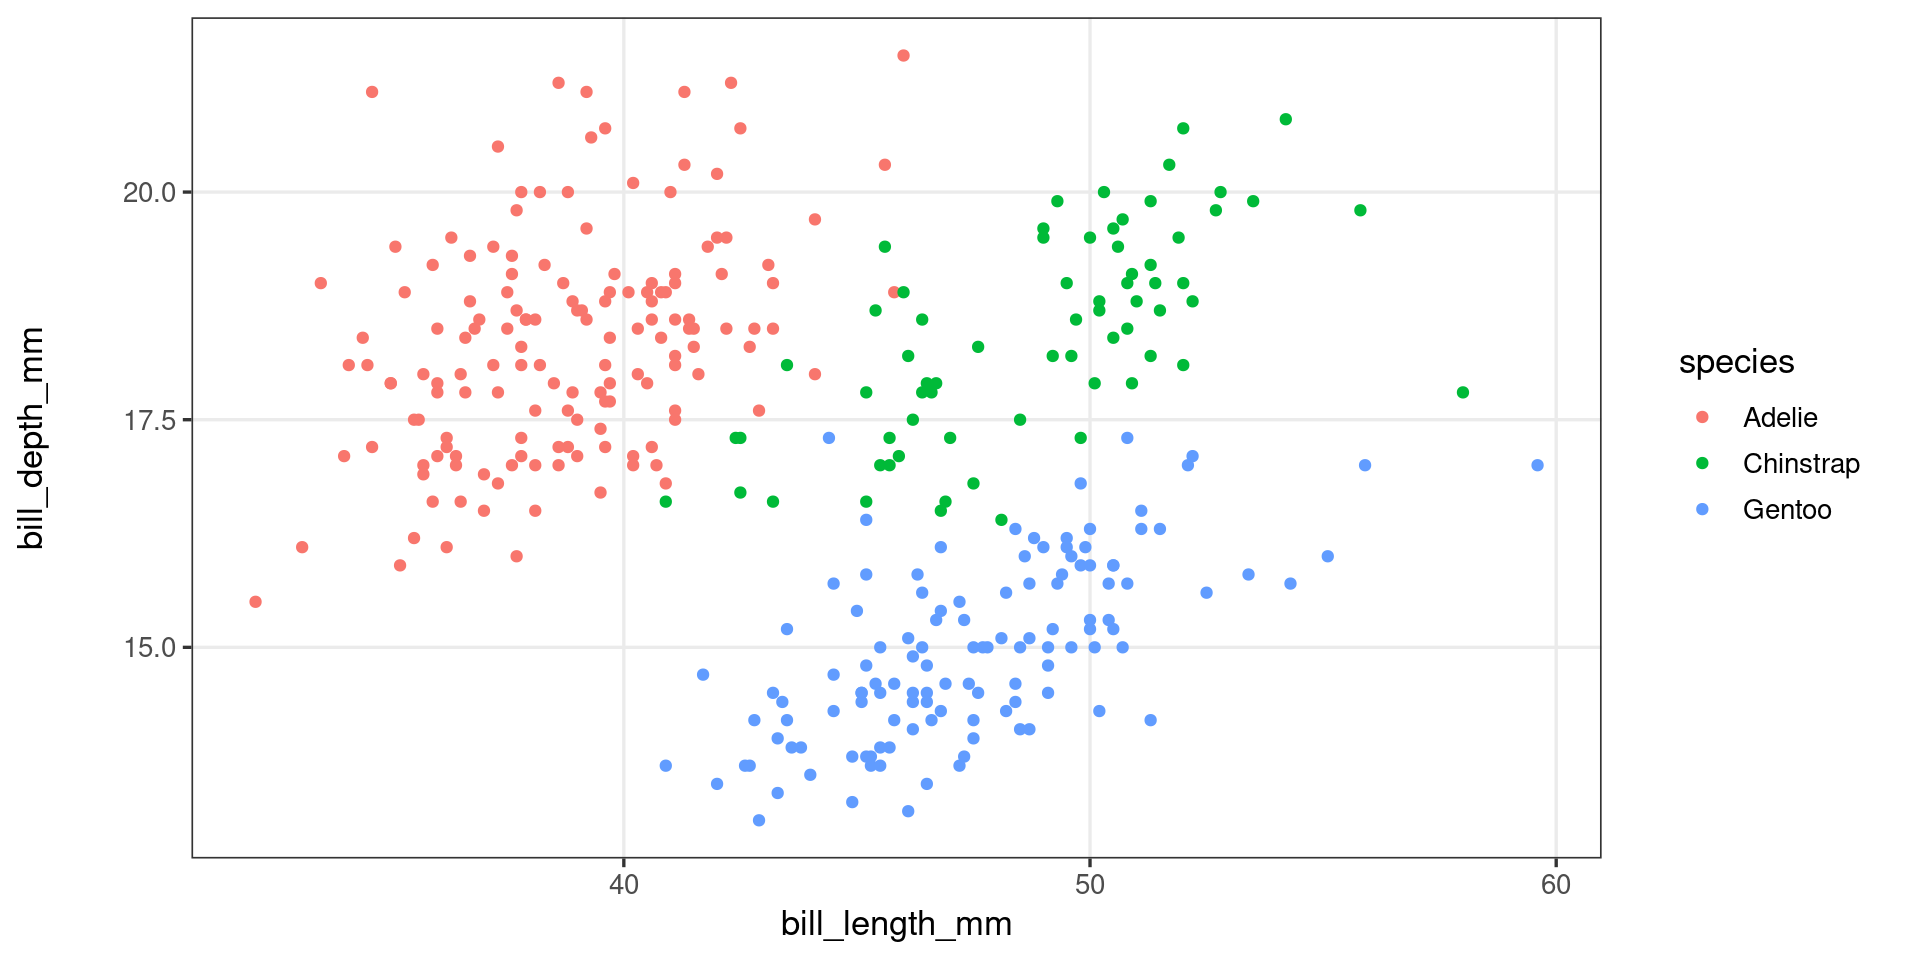 20.0
17.5
15.0
bill_depth_mm
40 50 60
bill_length_mm
species
Adelie
Chinstrap
Gentoo